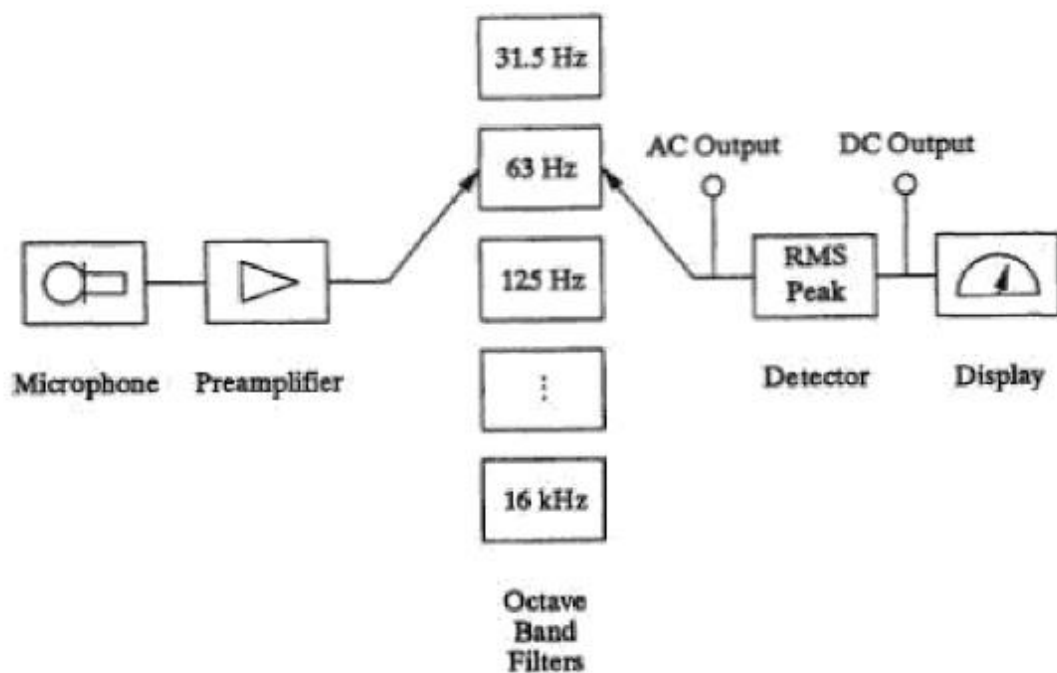 31.5 Hz
63 Hz
AC Output
DC Output
125 Hz
RMS
Peak
Microphone
Preamplifier
⋮
Detector
Display
16 kHz
Octave
Band
Filters